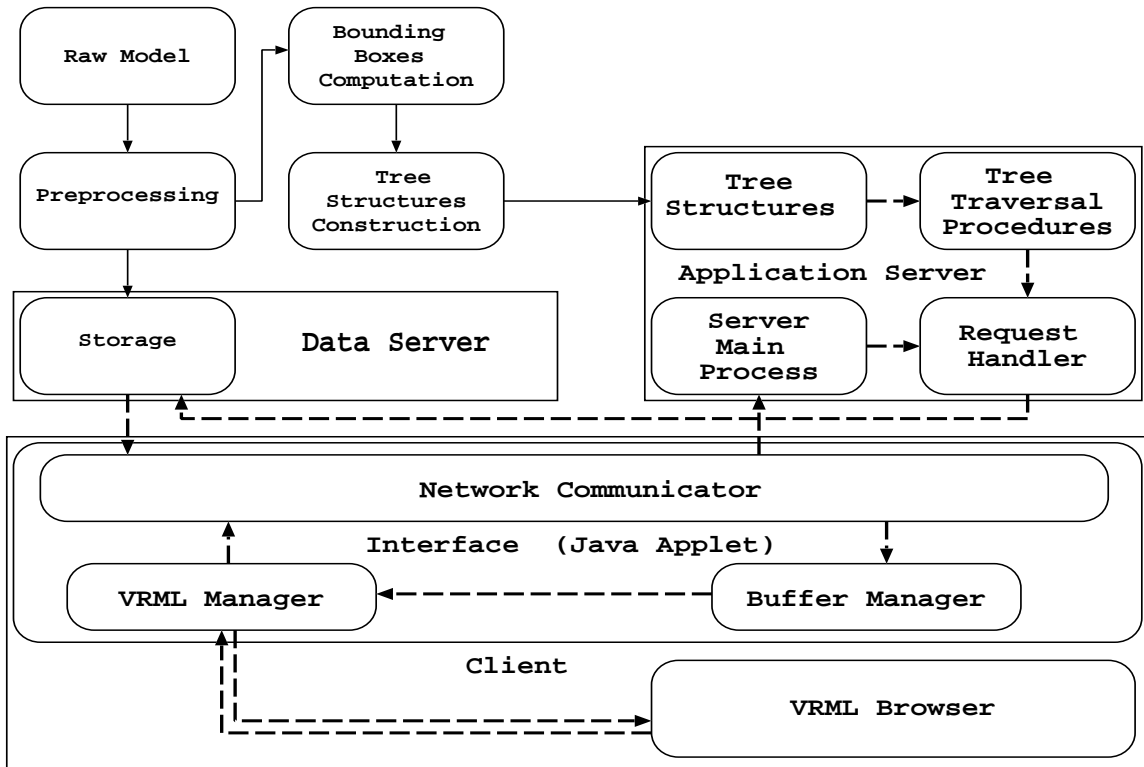 Raw Model
Bounding
Boxes
Computation
Preprocessing
Tree
Structures
Construction
Tree
Structures
Tree
Traversal
Procedures
Application Server
Storage
Data Server
Server
Main
Process
Request
Handler
Network Communicator
Interface (Java Applet)
VRML Manager
Buffer Manager
Client
VRML Browser